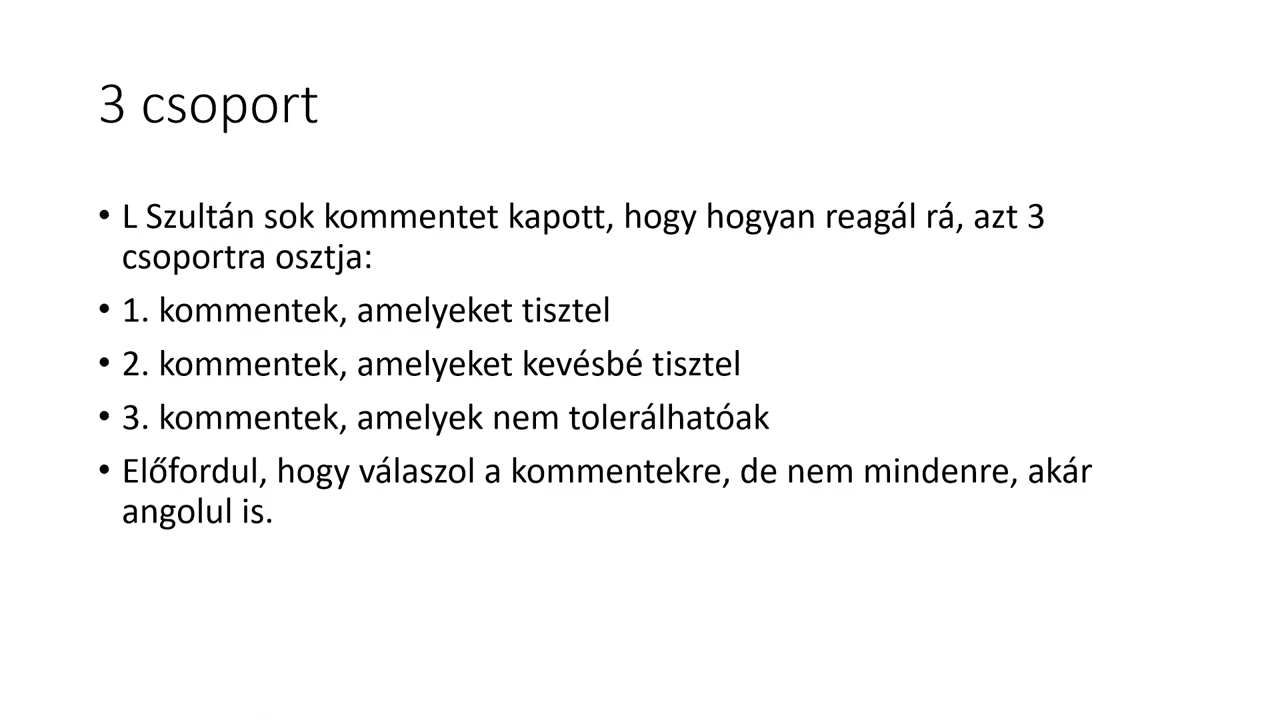 3 csoport
• L Szultán sok kommentet kapott, hogy hogyan reagál rá, azt 3
csoportra osztja:
• 1. kommentek, amelyeket tisztel
• 2. kommentek, amelyeket kevésbé tisztel
• 3. kommentek, amelyek nem tolerálhatóak
• Előfordul, hogy válaszol a kommentekre, de nem mindenre, akár
angolul is.